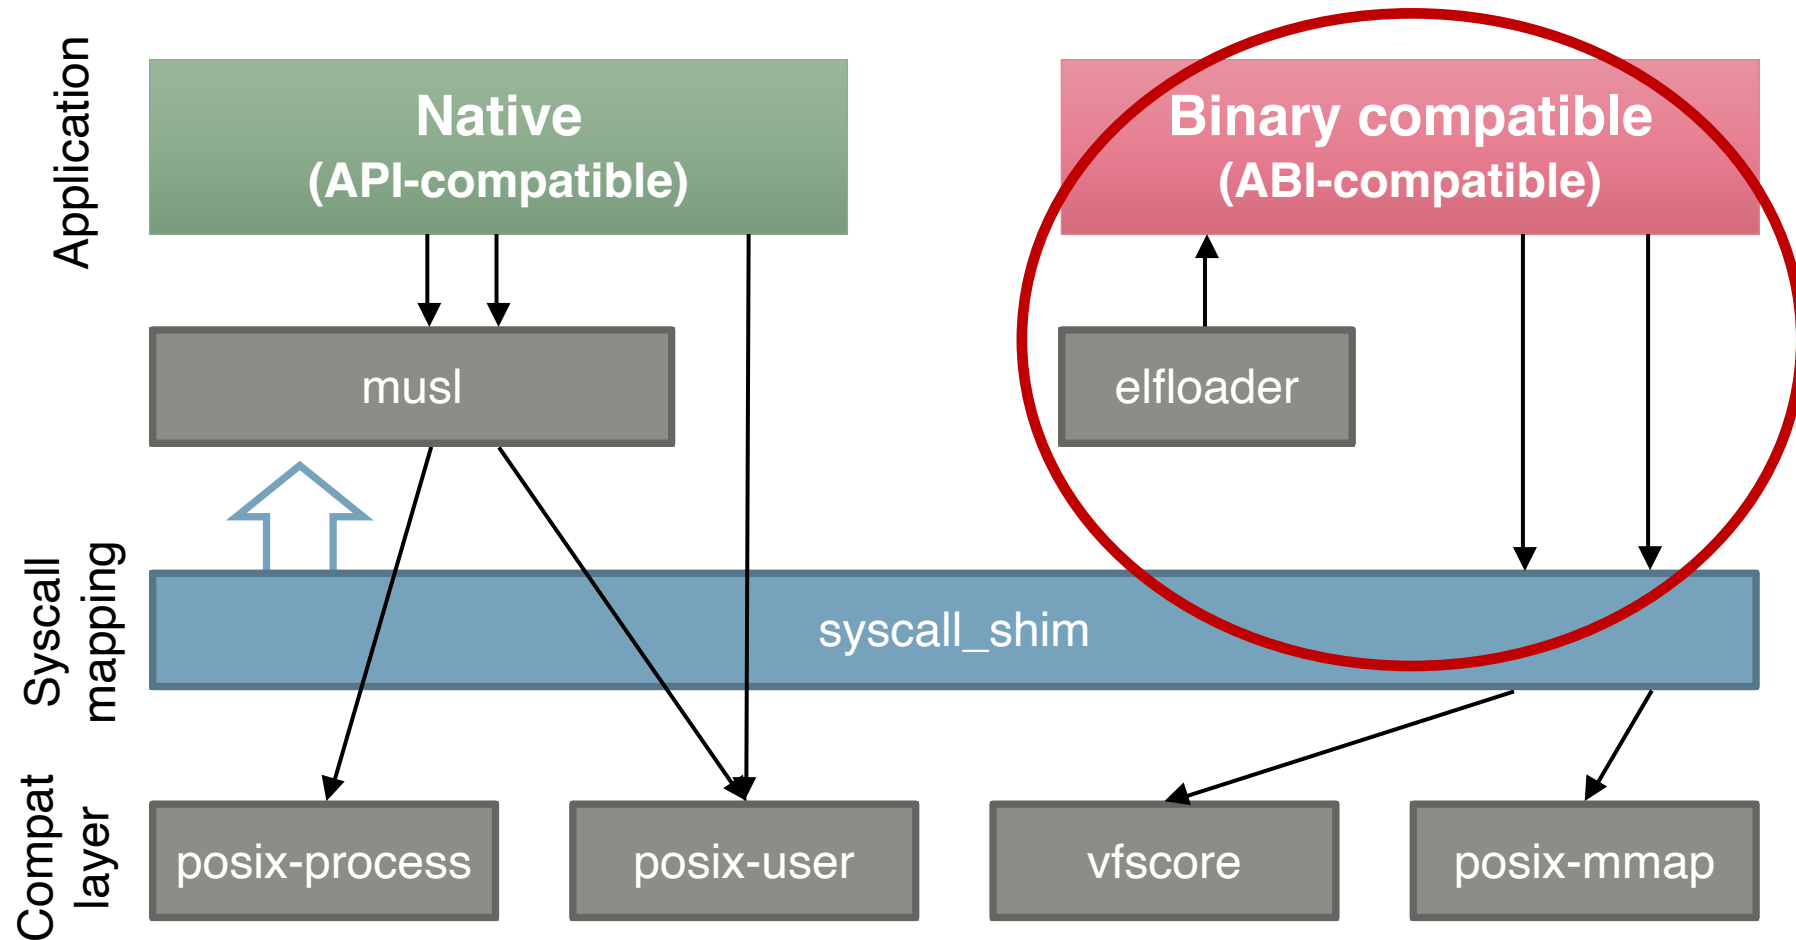 Application
Native
(API-compatible)
Binary compatible
(ABI-compatible)
musl
elfloader
Syscall
mapping
syscall_shim
Compat
layer
posix-process
posix-user
vfscore
posix-mmap